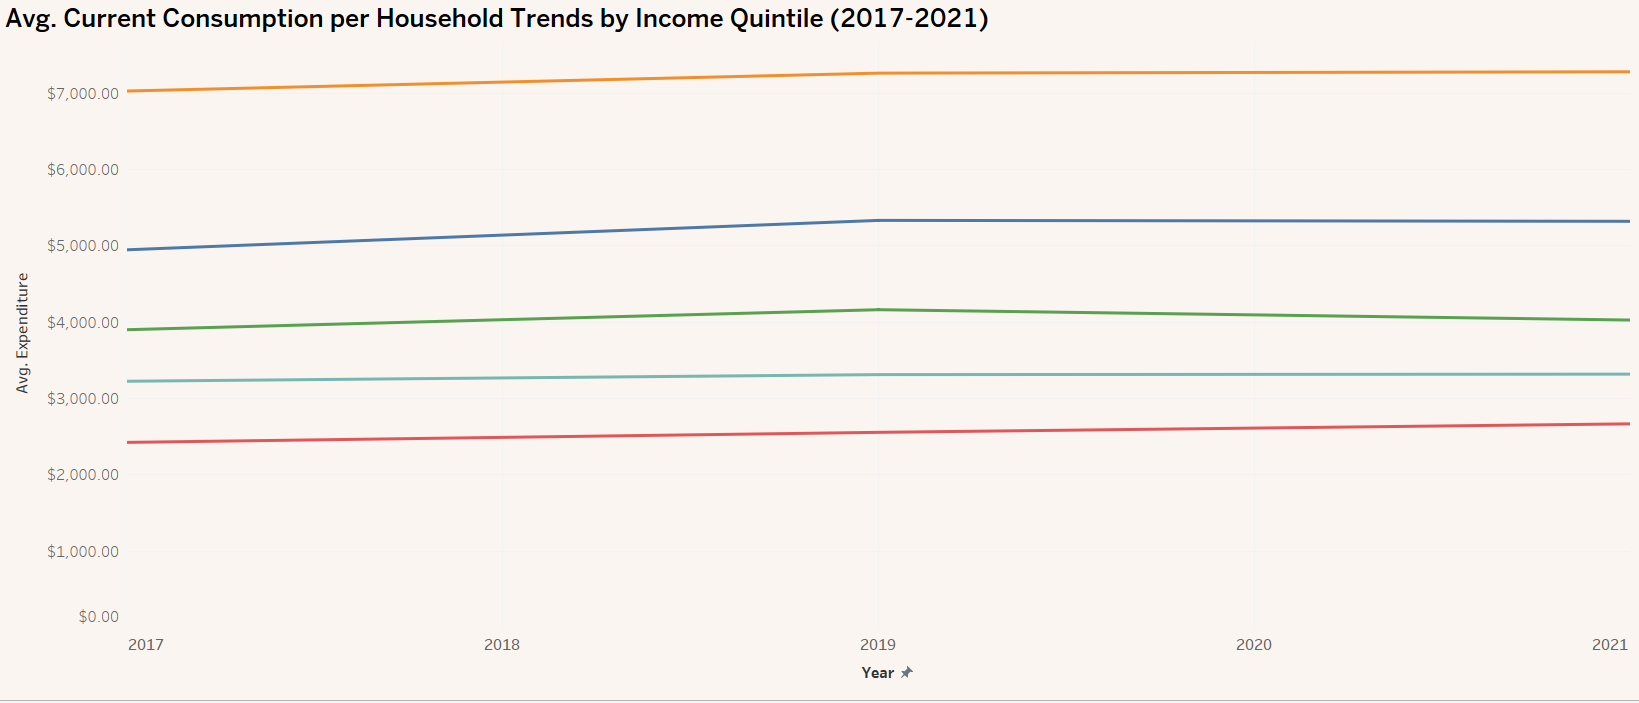 Avg. Current Consumption per Household Trends by Income Quintile (2017-2021)
$7,000.00
$6,000.00
$5,000.00
$4,000.00
$3,000.00
$2,000.00
$1,000.00
$0.00
Avg. Expenditure
2017 2018 2019 2020 2021
Year